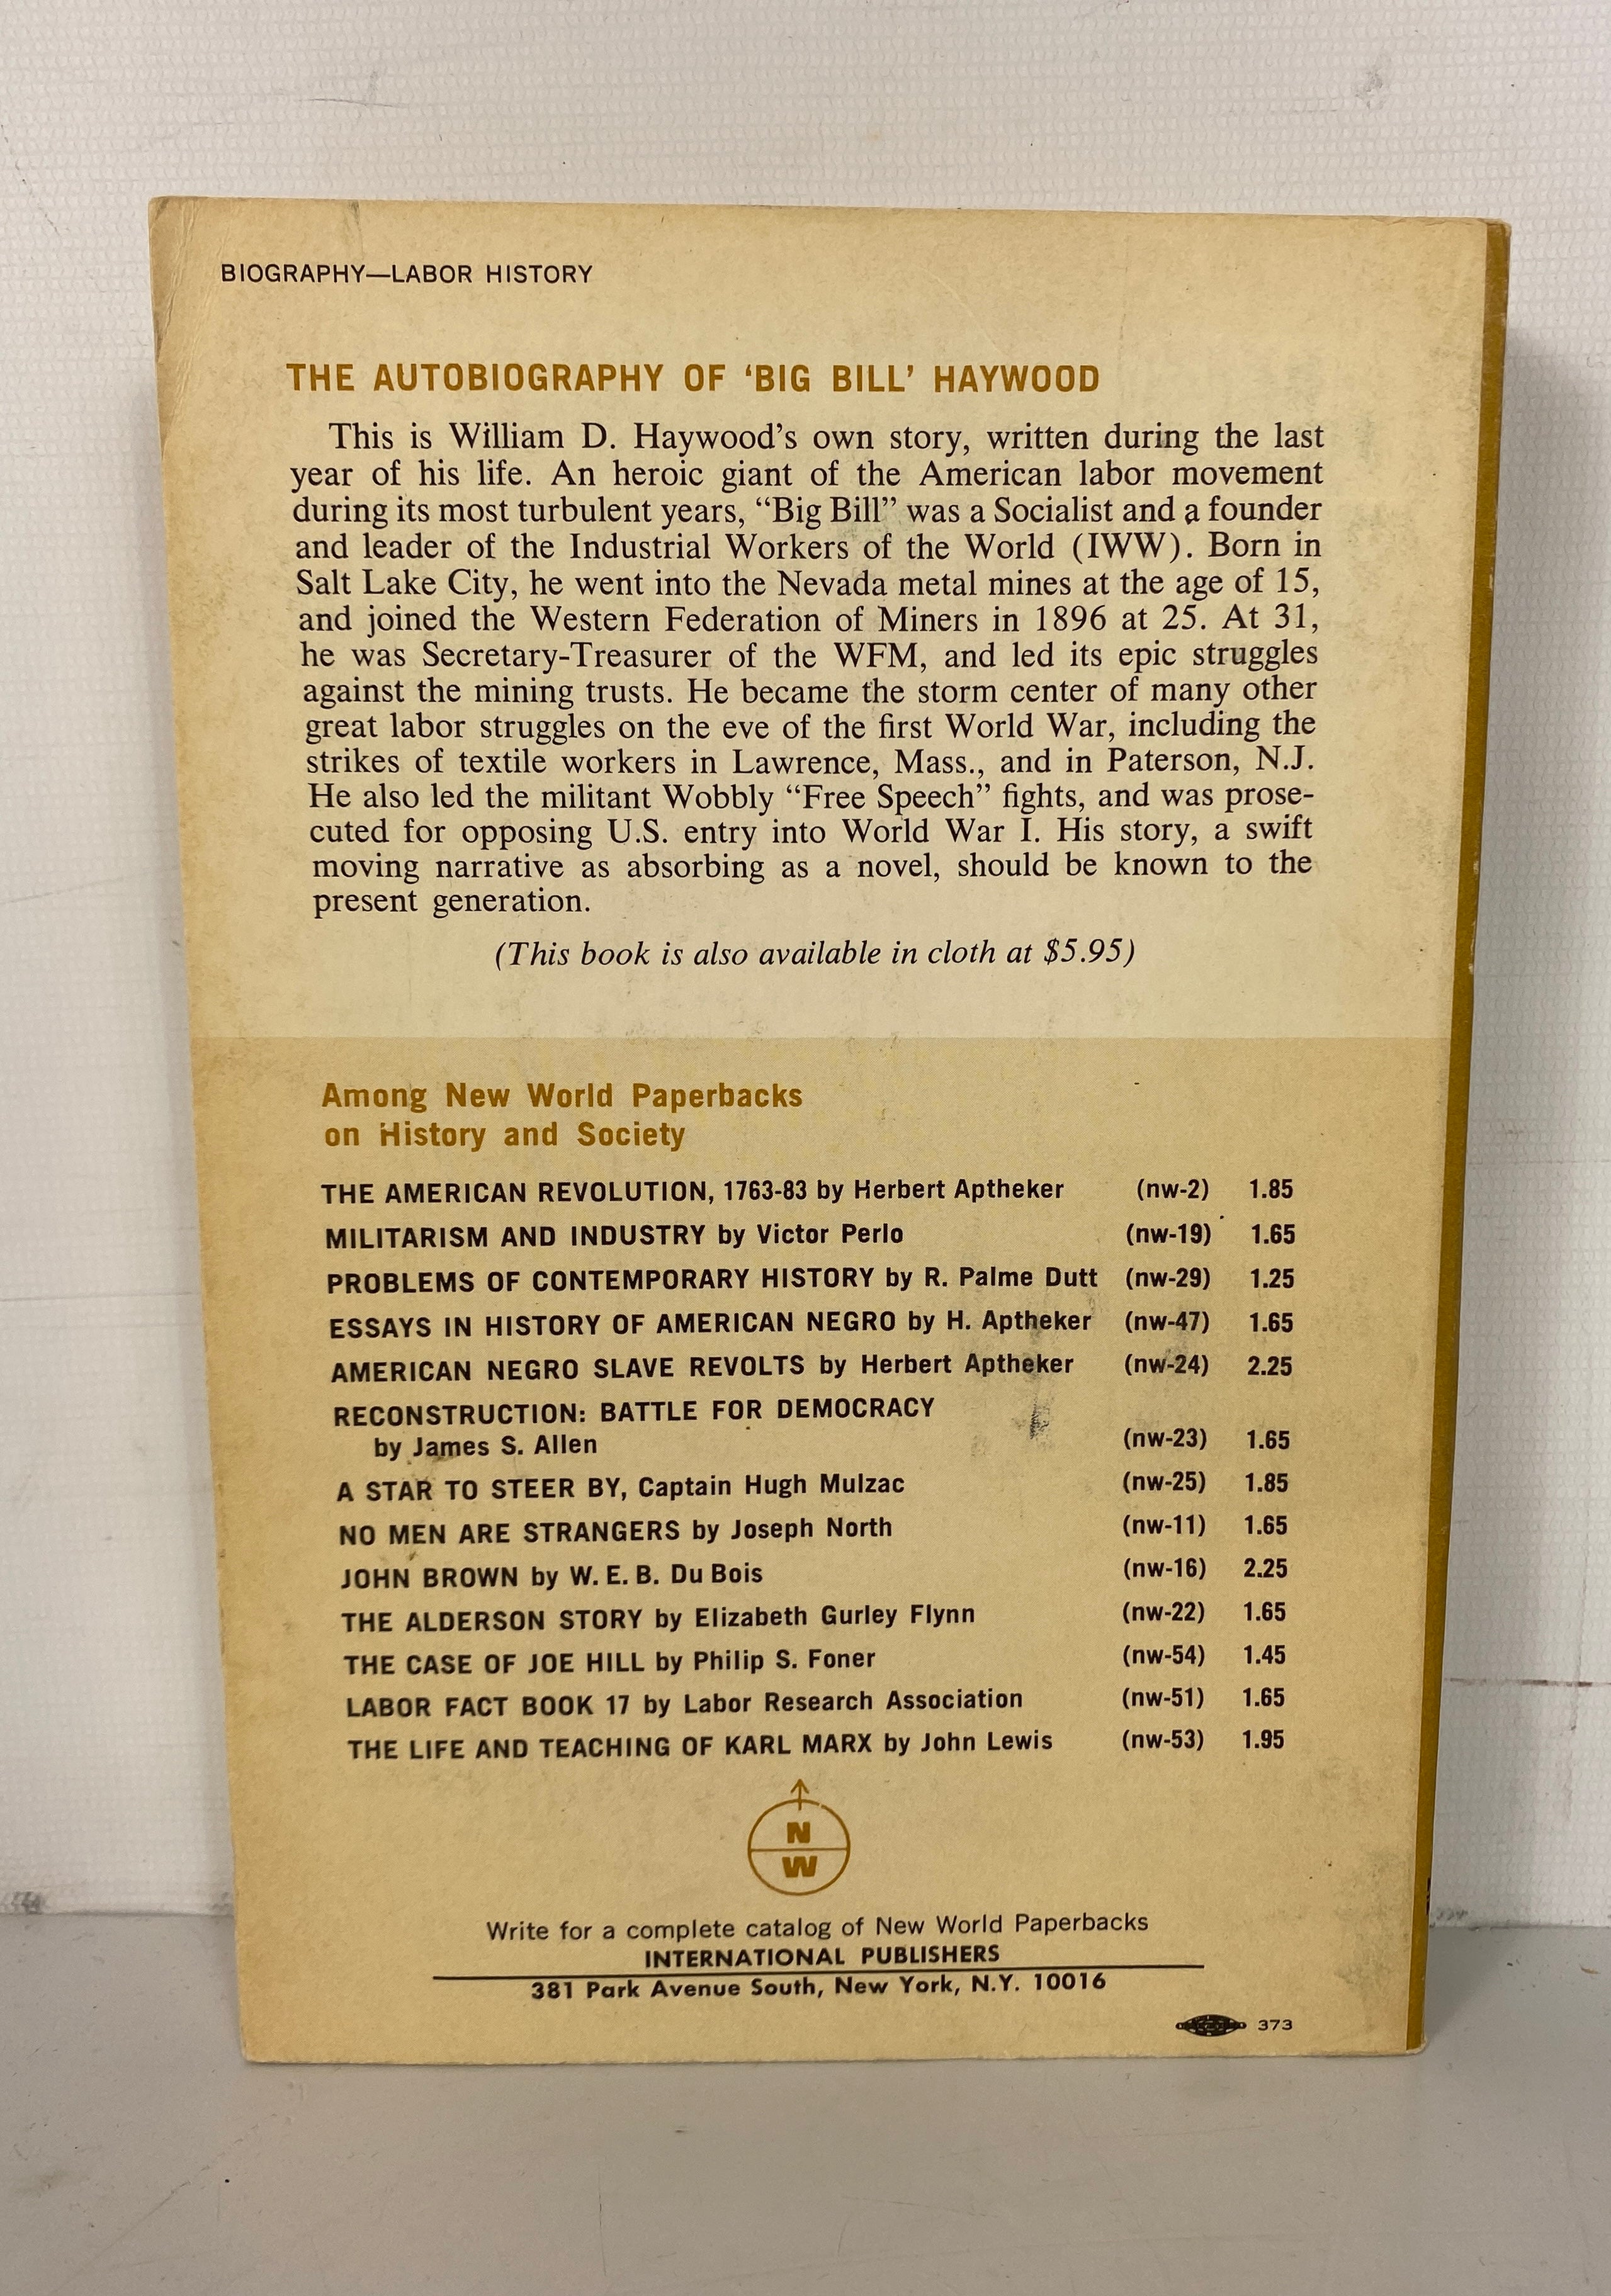 BIOGRAPHY—LABOR HISTORY
THE AUTOBIOGRAPHY OF ‘BIG BILL’ HAYWOOD
This is William D. Haywood’s own story, written during the last
year of his life. An heroic giant of the American labor movement
during its most turbulent years, “Big Bill” was a Socialist and a founder
and leader of the Industrial Workers of the World (IWW). Born in
Salt Lake City, he went into the Nevada metal mines at the age of 15,
and joined the Western Federation of Miners in 1896 at 25. At 31,
he was Secretary-Treasurer of the WFM, and led its epic struggles
against the mining trusts. He became the storm center of many other
great labor struggles on the eve of the first World War, including the
strikes of textile workers in Lawrence, Mass., and in Paterson, N.J.
He also led the militant Wobbly “Free Speech” fights, and was prose-
cuted for opposing U.S. entry into World War I. His story, a swift
moving narrative as absorbing as a novel, should be known to the
present generation.
(This book is also available in cloth at $5.95)
Among New World Paperbacks
on History and Society
THE AMERICAN REVOLUTION, 1763-83 by Herbert Aptheker (nw-2) 1.85
MILITARISM AND INDUSTRY by Victor Perlo (nw-19) 1.65
PROBLEMS OF CONTEMPORARY HISTORY by R. Palme Dutt (nw-29) 1.25
ESSAYS IN HISTORY OF AMERICAN NEGRO by H. Aptheker (nw-47) 1.65
AMERICAN NEGRO SLAVE REVOLTS by Herbert Aptheker (nw-24) 2.25
RECONSTRUCTION: BATTLE FOR DEMOCRACY
by James S. Allen (nw-23) 1.65
A STAR TO STEER BY, Captain Hugh Mulzac (nw-25) 1.85
NO MEN ARE STRANGERS by Joseph North (nw-11) 1.65
JOHN BROWN by W. E. B. Du Bois (nw-16) 2.25
THE ALDERSON STORY by Elizabeth Gurley Flynn (nw-22) 1.65
THE CASE OF JOE HILL by Philip S. Foner (nw-54) 1.45
LABOR FACT BOOK 17 by Labor Research Association (nw-51) 1.65
THE LIFE AND TEACHING OF KARL MARX by John Lewis (nw-53) 1.95
N
W
Write for a complete catalog of New World Paperbacks
INTERNATIONAL PUBLISHERS
381 Park Avenue South, New York, N.Y. 10016
373